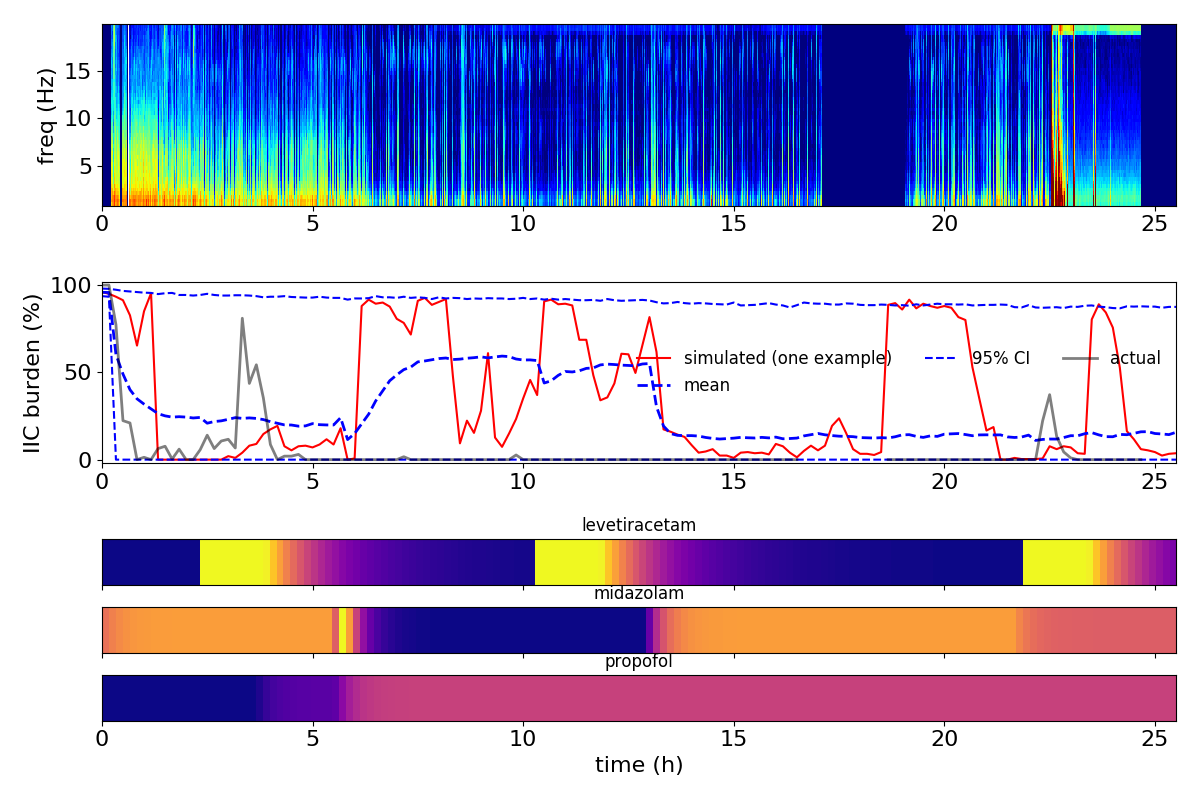 freq (Hz)
15
10
5
0 5 10 15 20 25
IIC burden (%)
100
50
0
simulated (one example) 95% CI actual
mean
0 5 10 15 20 25
levetiracetam
midazolam
propofol
0 5 10 15 20 25
time (h)